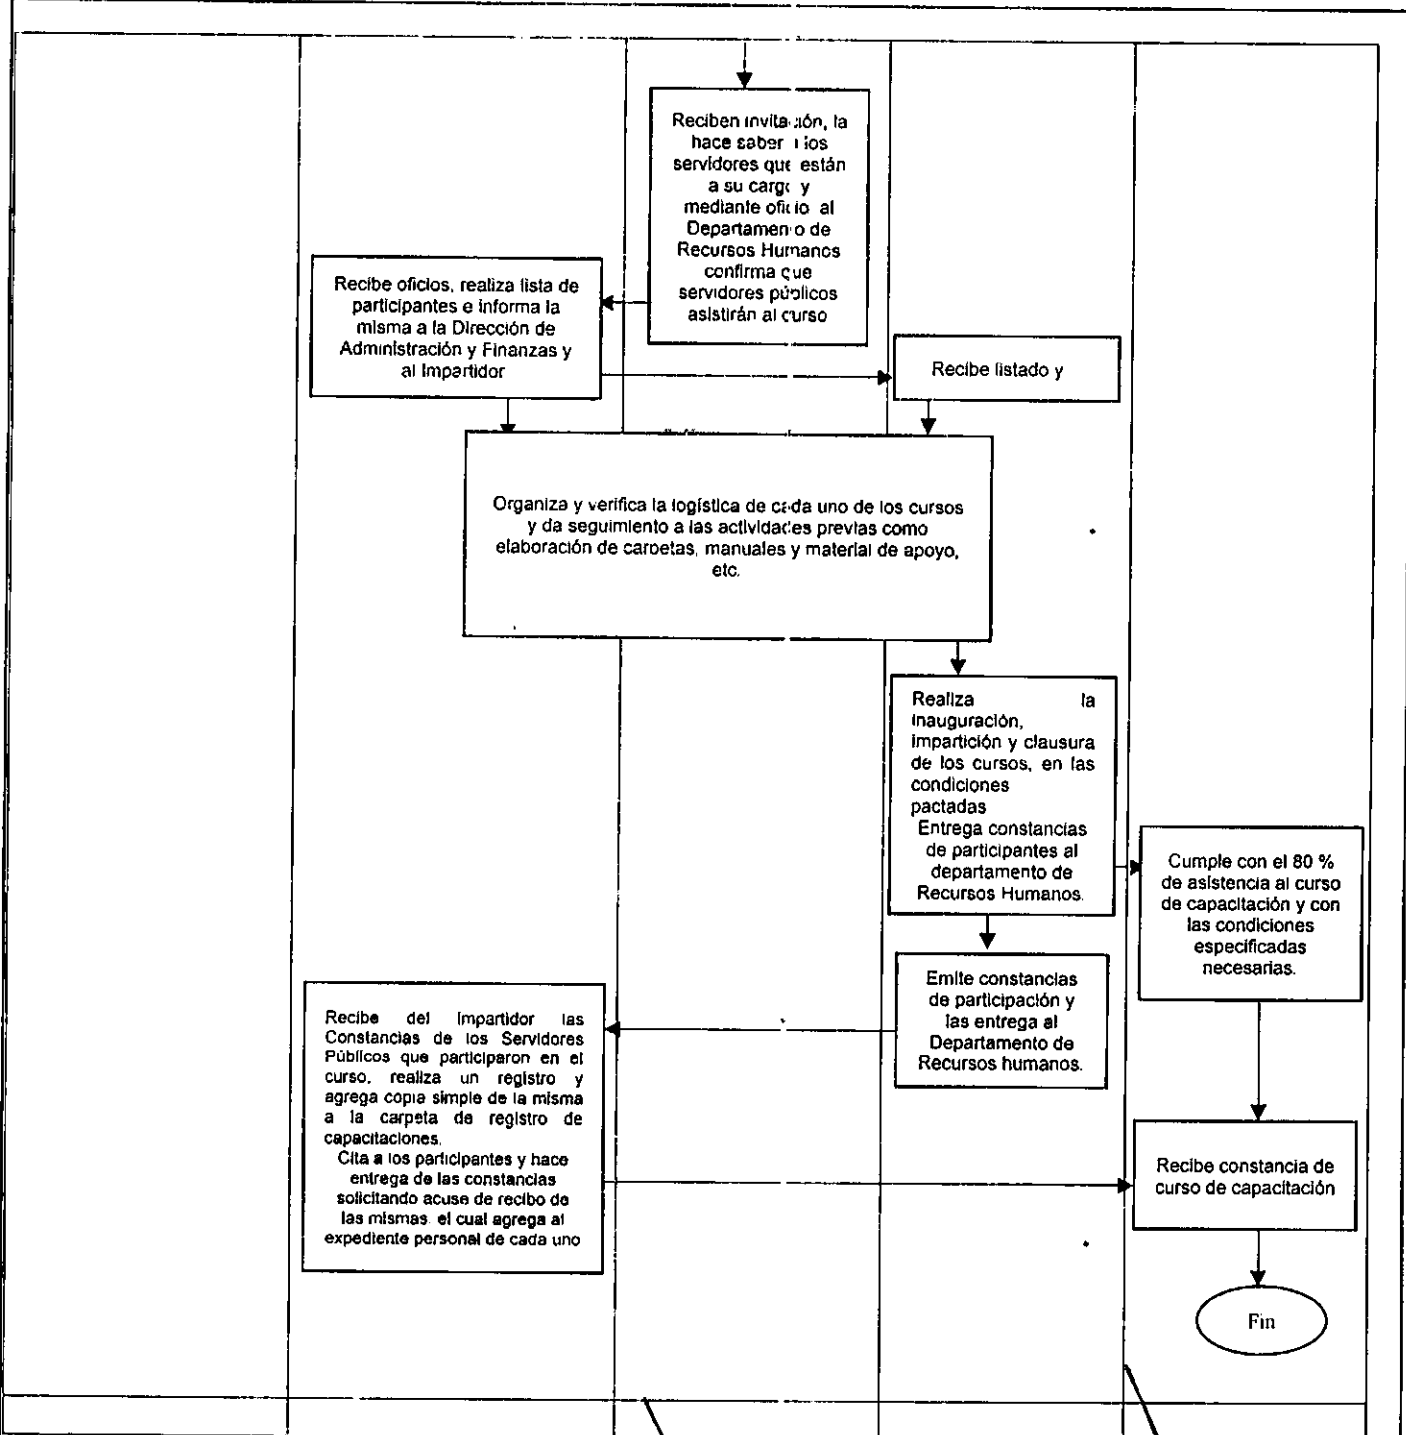 Reciben invitación, la
hace saber a los
servidores que están
a su cargo y
mediante oficio al
Departamento de
Recursos Humanos
confirma que
servidores públicos
asistirán al curso
Recibe oficios, realiza lista de
participantes e informa la
misma a la Dirección de
Administración y Finanzas y
al Impartidor
Recibe listado y
Organiza y verifica la logística de cada uno de los cursos
y da seguimiento a las actividades previas como
elaboración de carpetas, manuales y material de apoyo,
etc.
Realiza la
inauguración,
impartición y clausura
de los cursos, en las
condiciones
pactadas
Entrega constancias
de participantes al
departamento de
Recursos Humanos.
Cumple con el 80 %
de asistencia al curso
de capacitación y con
las condiciones
especificadas
necesarias.
Emite constancias
de participación y
las entrega al
Departamento de
Recursos humanos.
Recibe del Impartidor las
Constancias de los Servidores
Públicos que participaron en el
curso, realiza un registro y
agrega copia simple de la misma
a la carpeta de registro de
capacitaciones.
Cita a los participantes y hace
entrega de las constancias
solicitando acuse de recibo de
las mismas, el cual agrega al
expediente personal de cada uno
Recibe constancia de
curso de capacitación
Fin